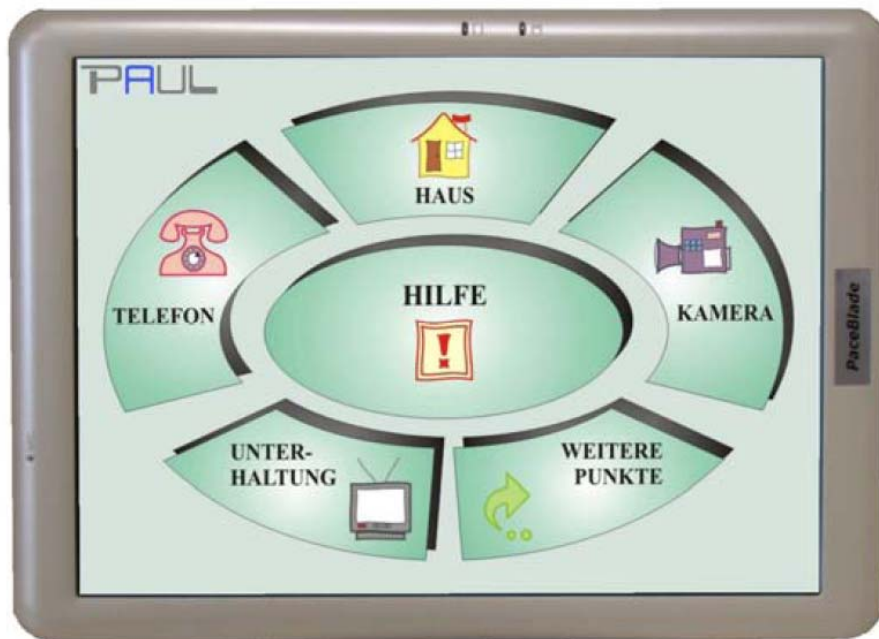 PAUL
HAUS
TELEFON
KAMERA
HILFE
UNTER-
HALTUNG
WEITERE
PUNKTE
PaceBlade